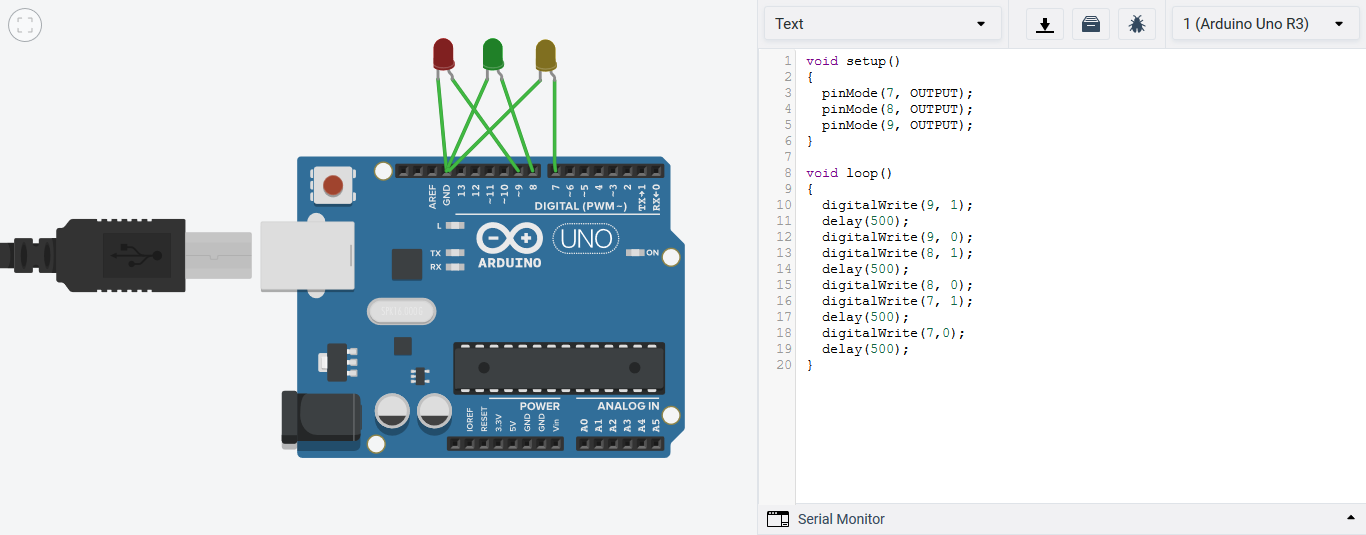 Text
1 (Arduino Uno R3)
1 void setup()
2 {
3   pinMode(7, OUTPUT);
4   pinMode(8, OUTPUT);
5   pinMode(9, OUTPUT);
6 }
7
8 void loop()
9 {
10   digitalWrite(9, 1);
11   delay(500);
12   digitalWrite(9, 0);
13   digitalWrite(8, 1);
14   delay(500);
15   digitalWrite(8, 0);
16   digitalWrite(7, 1);
17   delay(500);
18   digitalWrite(7,0);
19   delay(500);
20 }
Serial Monitor
AREF
GND
13
12
~11
~10
~9
8
7
~6
~5
4
~3
2
TX→1
RX←0
DIGITAL (PWM~)
L
TX
RX
ARDUINO
UNO
ON
POWER
ANALOG IN
IOREF
RESET
3.3V
5V
GND
GND
Vin
A0
A1
A2
A3
A4
A5